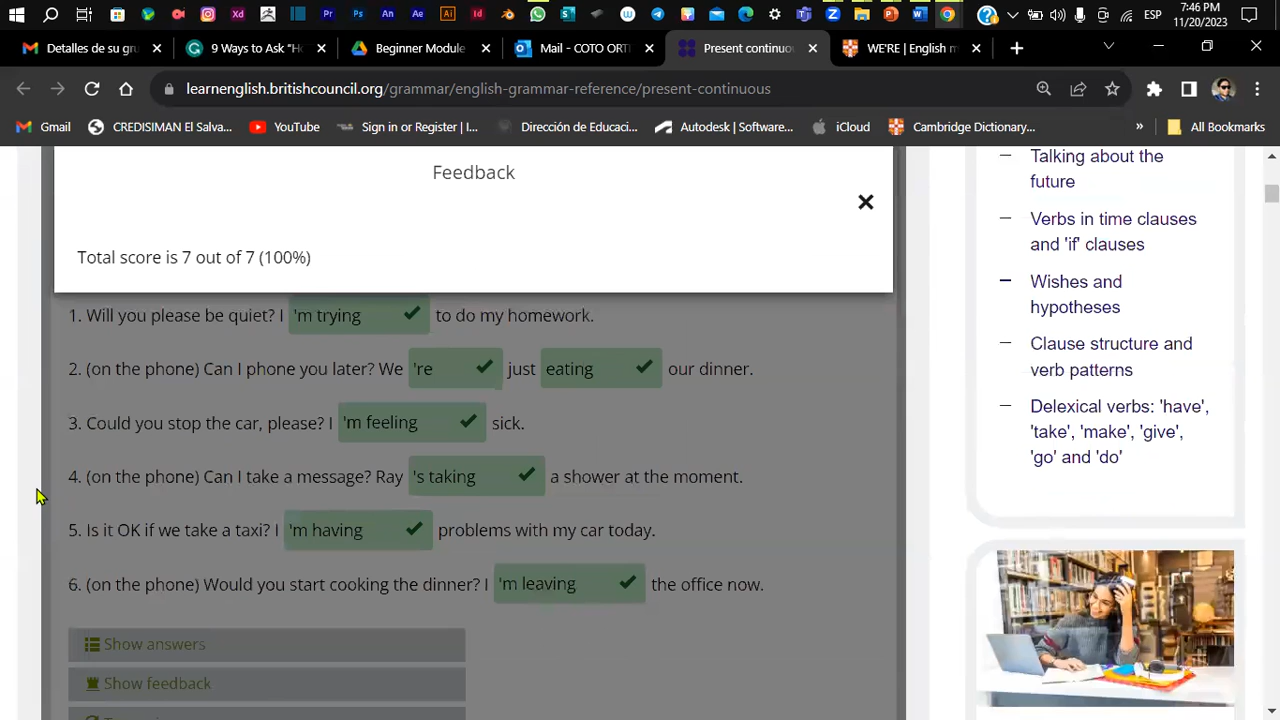 7:46 PM
ESP
11/20/2023
Detalles de su gru
9 Ways to Ask "Ho
Beginner Module
Mail - COTO ORTI
Present continuou
WE'RE | English m
learnenglish.britishcouncil.org/grammar/english-grammar-reference/present-continuous
Gmail
CREDISIMAN El Salva...
YouTube
Sign in or Register | I...
Dirección de Educaci...
Autodesk | Software...
iCloud
Cambridge Dictionary...
»
All Bookmarks
Feedback
Total score is 7 out of 7 (100%)
1. Will you please be quiet? I 'm trying to do my homework.
2. (on the phone) Can I phone you later? We 're just eating our dinner.
3. Could you stop the car, please? I 'm feeling sick.
4. (on the phone) Can I take a message? Ray 's taking a shower at the moment.
5. Is it OK if we take a taxi? I 'm having problems with my car today.
6. (on the phone) Would you start cooking the dinner? I 'm leaving the office now.
Show answers
Show feedback
– Talking about the
future
– Verbs in time clauses
and 'if' clauses
– Wishes and
hypotheses
– Clause structure and
verb patterns
– Delexical verbs: 'have',
'take', 'make', 'give',
'go' and 'do'